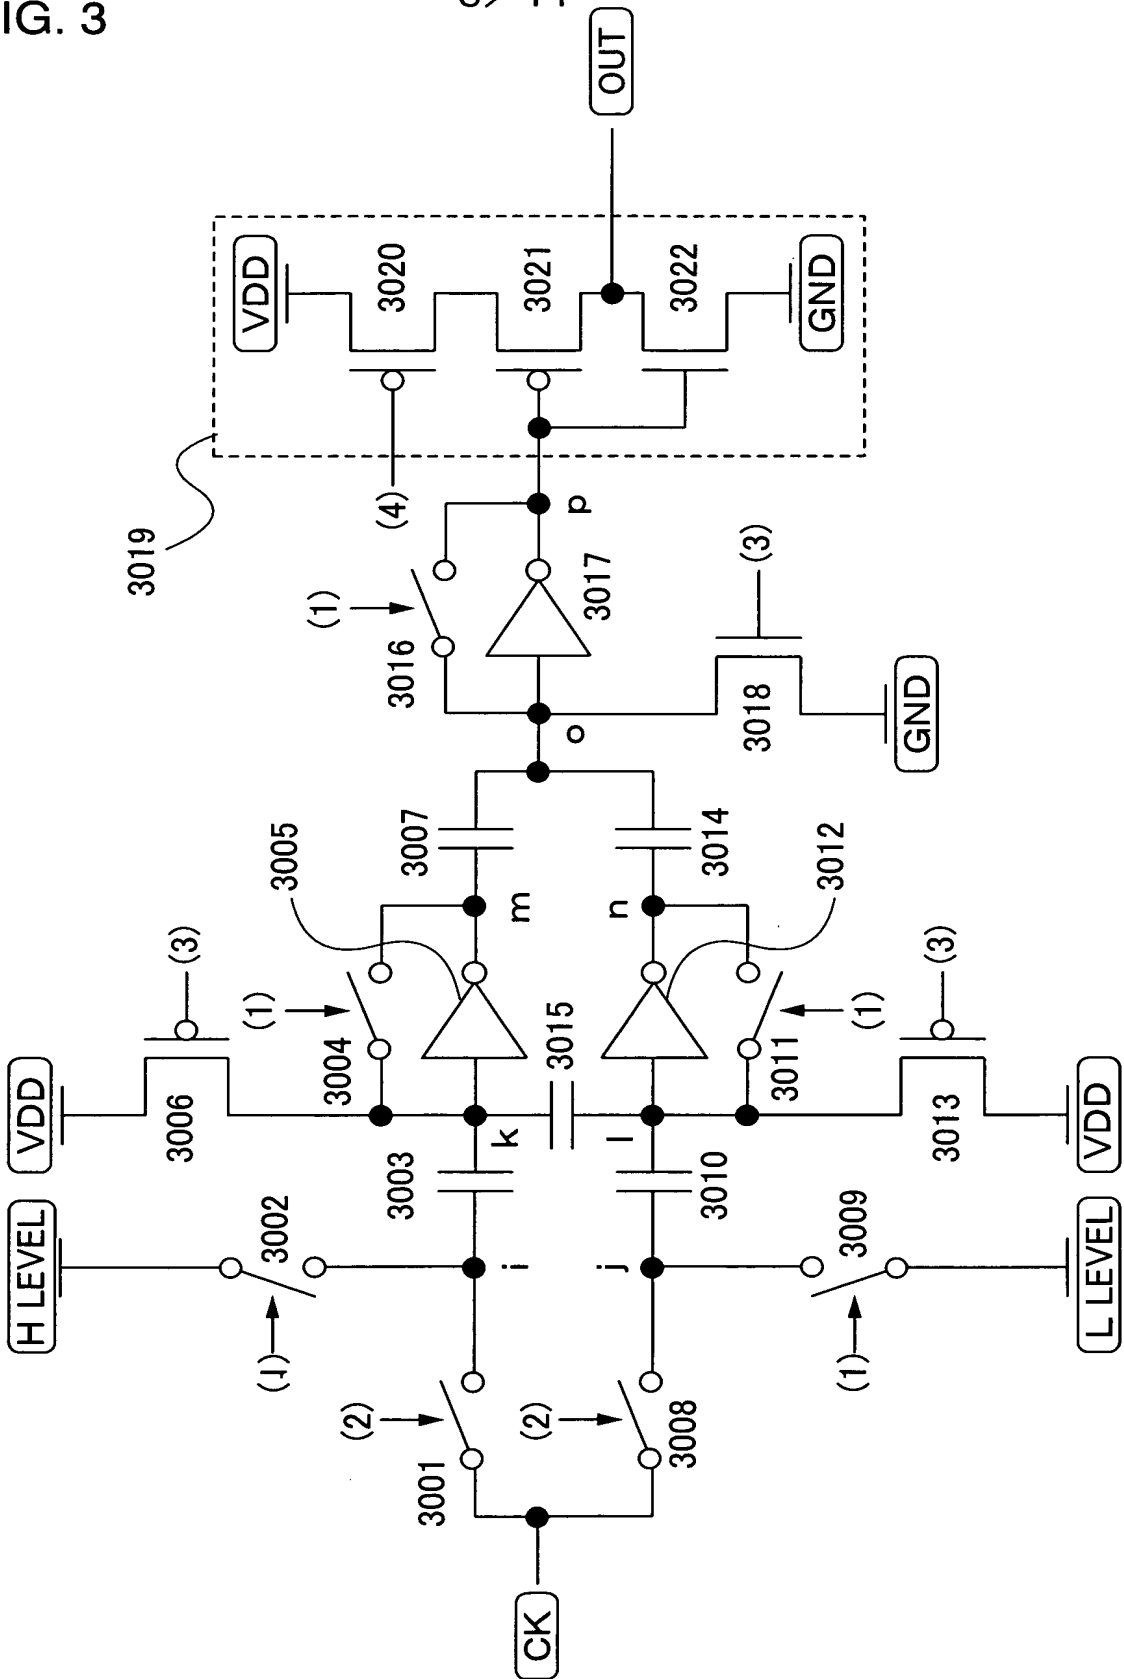 FIG. 3
OUT
VDD
3020
3021
3022
GND
3019
(4)
p
(1)
3016
3017
(3)
3018
GND
o
3005
3007
3014
3012
m
n
(3)
(1)
3004
3015
3011
(1)
(3)
VDD
3006
k
l
3013
VDD
3003
3010
H LEVEL
3002
i
j
3009
L LEVEL
(1)
(2)
(2)
(1)
3001
3008
CK